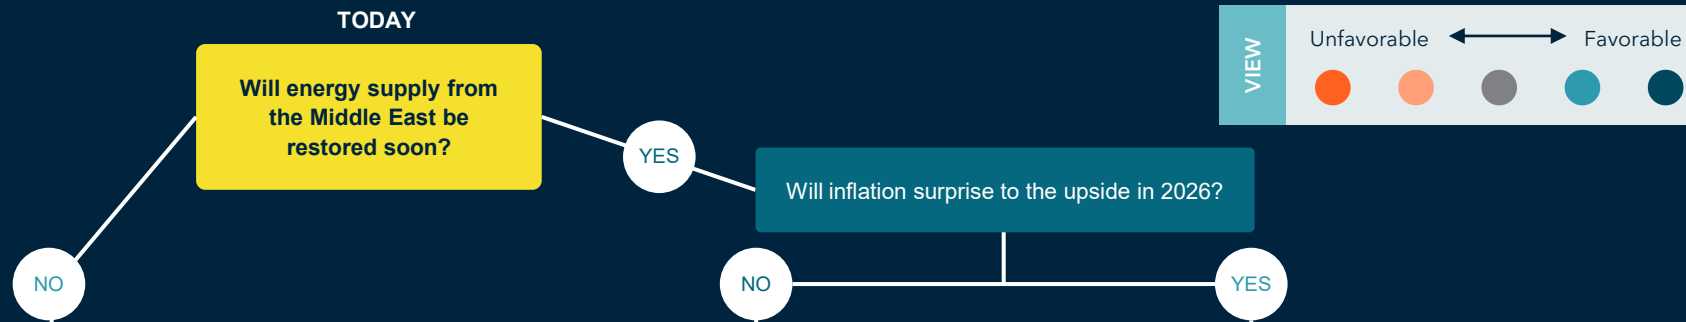 TODAY
Will energy supply from
the Middle East be
restored soon?
VIEW
Unfavorable
Favorable
YES
Will inflation surprise to the upside in 2026?
NO
NO
YES